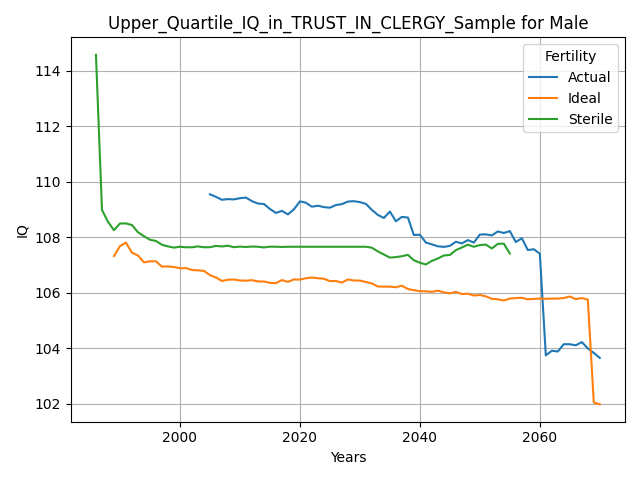 Upper_Quartile_IQ_in_TRUST_IN_CLERGY_Sample for Male
Fertility
Actual
Ideal
Sterile
IQ
114
112
110
108
106
104
102
2000
2020
2040
2060
Years